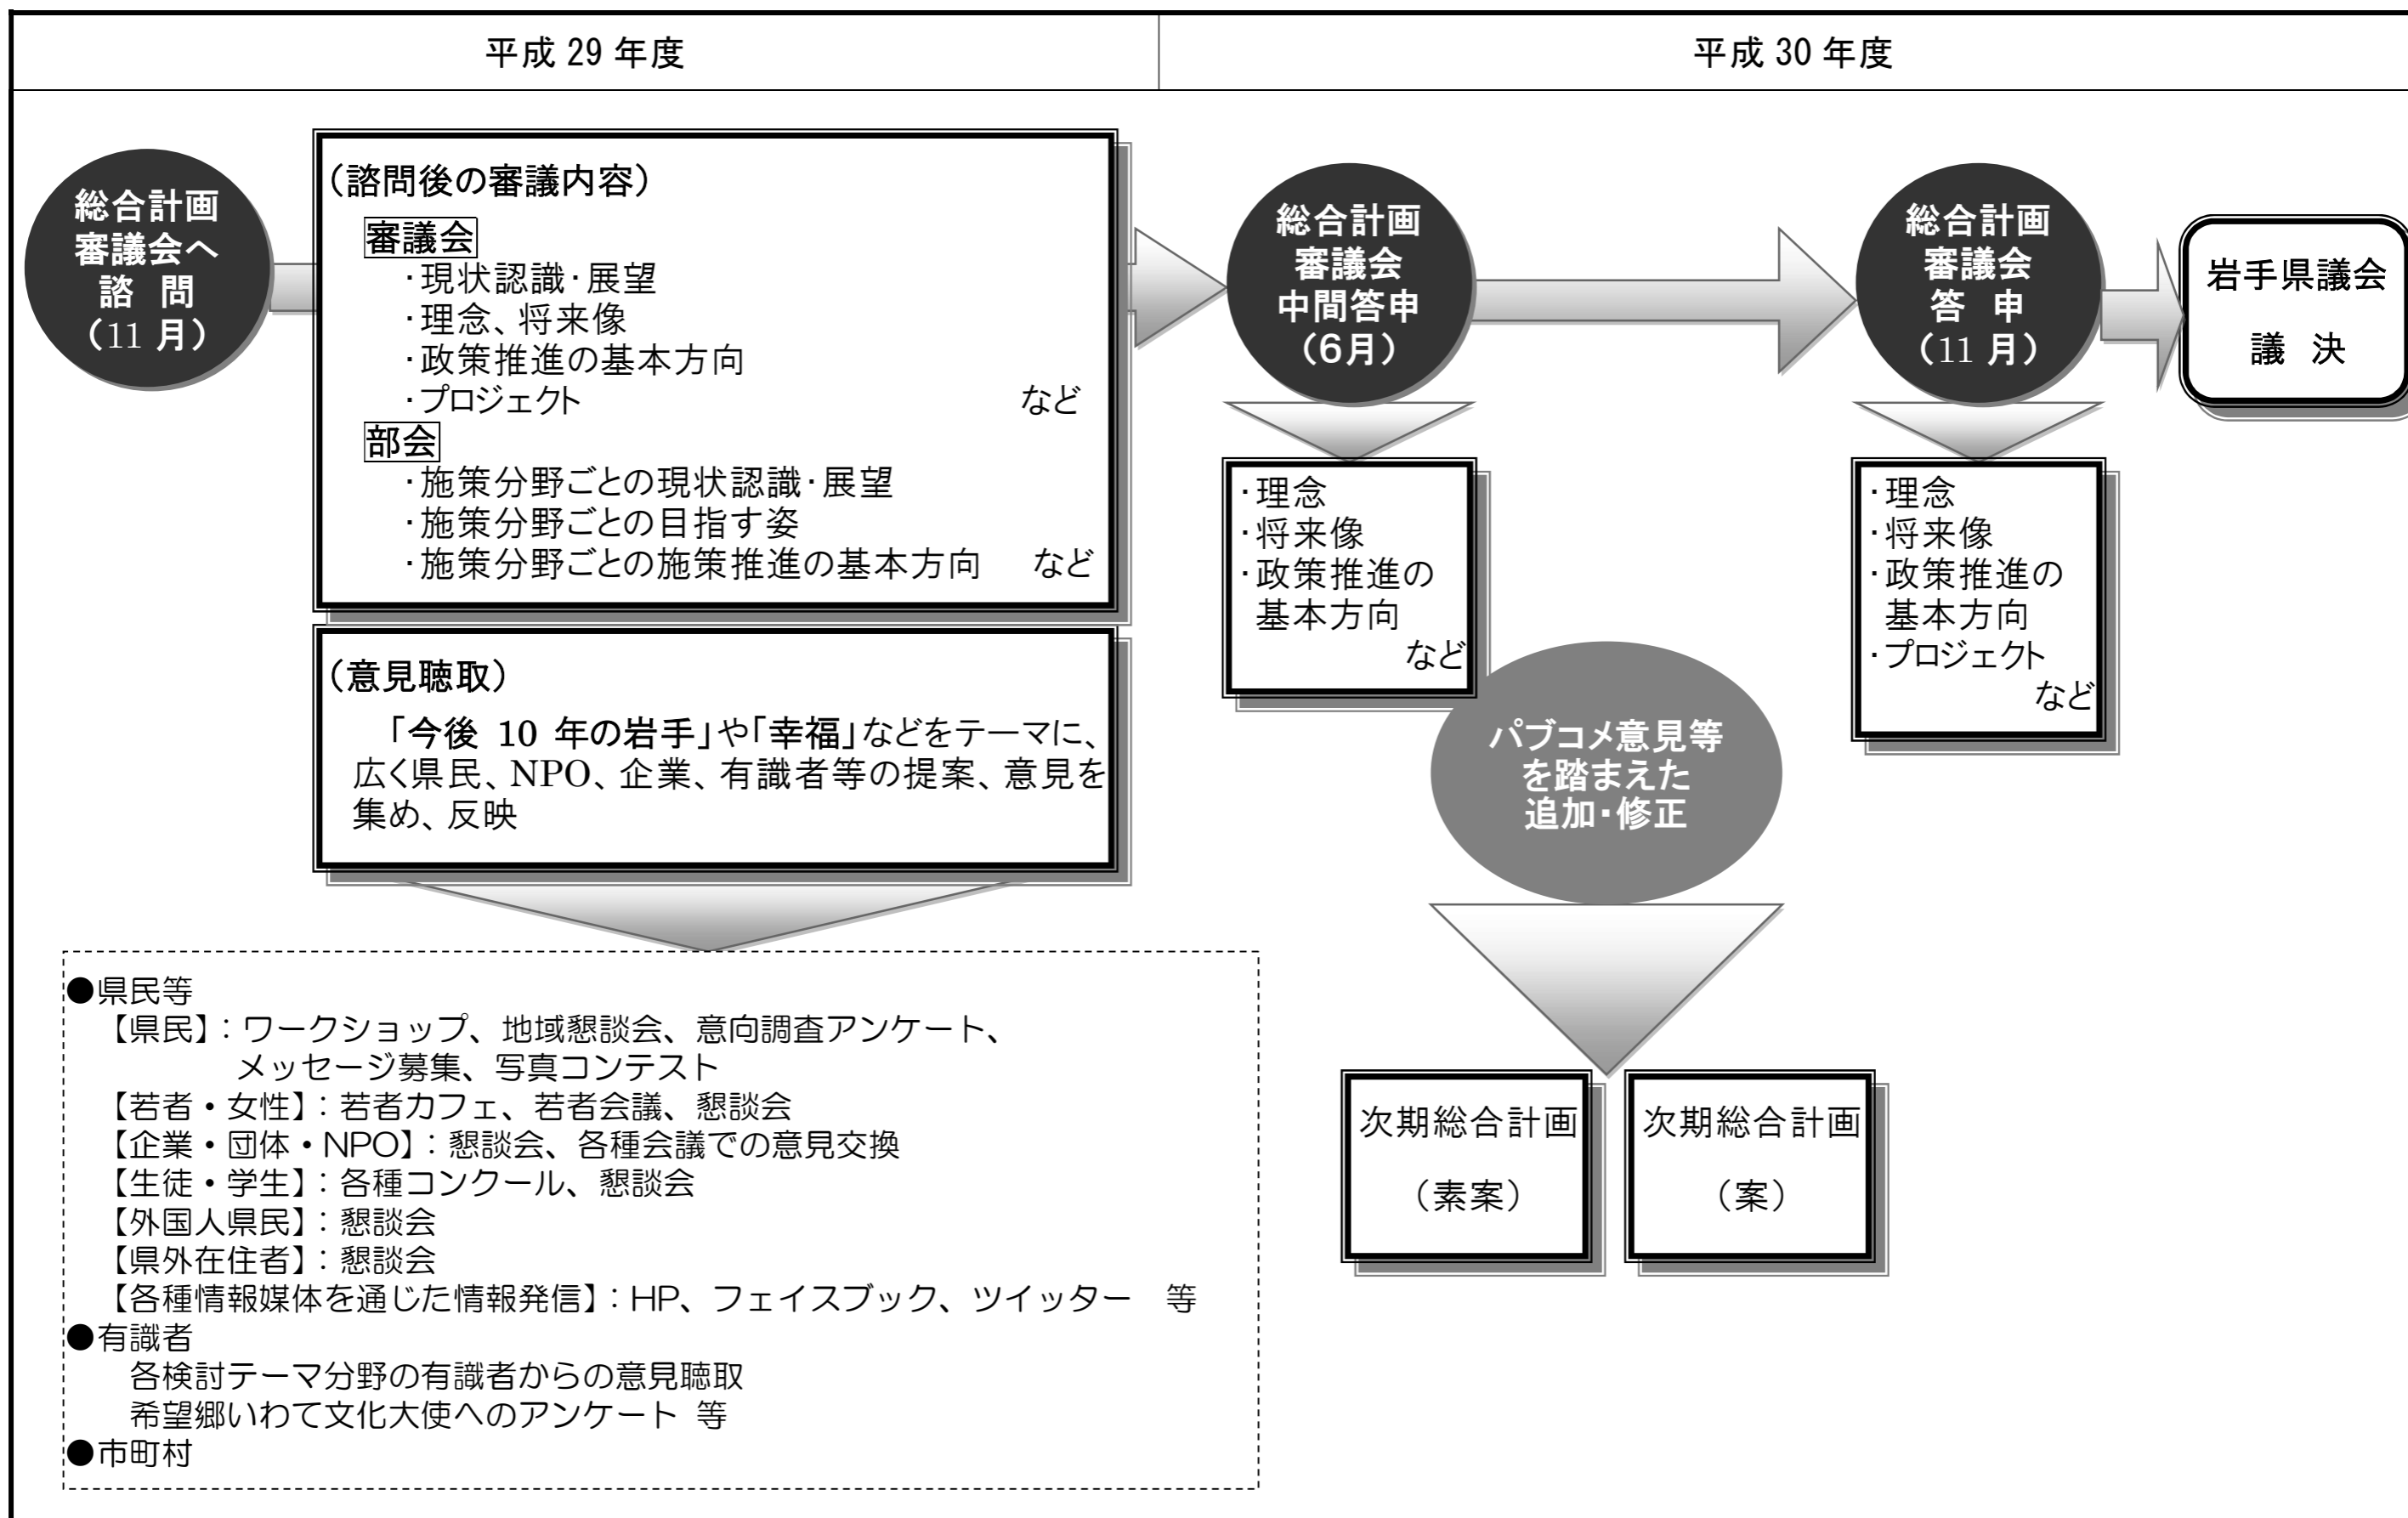 平成 29 年度
平成 30 年度
総合計画
審議会へ
諮 問
（11 月）
（諮問後の審議内容）
審議会
・現状認識・展望
・理念、将来像
・政策推進の基本方向
・プロジェクト など
部会
・施策分野ごとの現状認識・展望
・施策分野ごとの目指す姿
・施策分野ごとの施策推進の基本方向 など
（意見聴取）
「今後 10 年の岩手」や「幸福」などをテーマに、
広く県民、NPO、企業、有識者等の提案、意見を
集め、反映
●県民等
【県民】：ワークショップ、地域懇談会、意向調査アンケート、
メッセージ募集、写真コンテスト
【若者・女性】：若者カフェ、若者会議、懇談会
【企業・団体・NPO】：懇談会、各種会議での意見交換
【生徒・学生】：各種コンクール、懇談会
【外国人県民】：懇談会
【県外在住者】：懇談会
【各種情報媒体を通じた情報発信】：HP、フェイスブック、ツイッター 等
●有識者
各検討テーマ分野の有識者からの意見聴取
希望郷いわて文化大使へのアンケート 等
●市町村
総合計画
審議会
中間答申
（6月）
・理念
・将来像
・政策推進の
基本方向
など
パブコメ意見等
を踏まえた
追加・修正
次期総合計画
（素案）
次期総合計画
（案）
総合計画
審議会
答 申
（11 月）
・理念
・将来像
・政策推進の
基本方向
・プロジェクト
など
岩手県議会
議 決